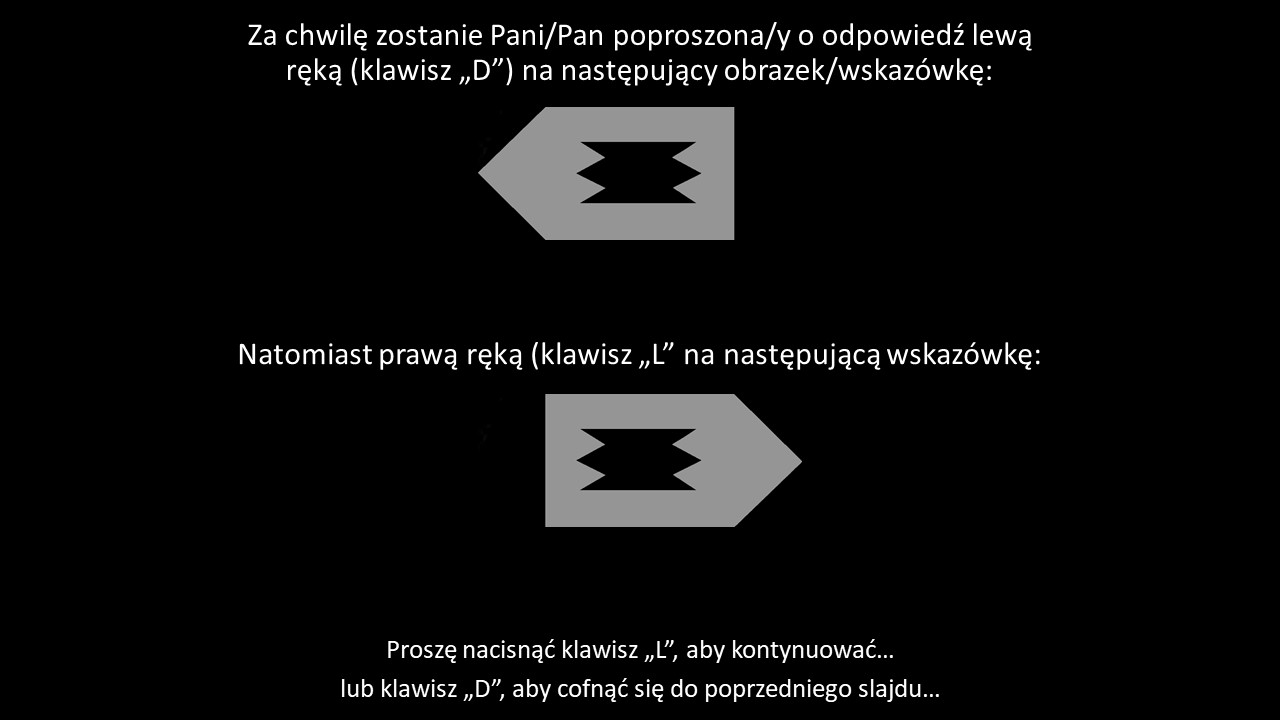 Za chwilę zostanie Pani/Pan poproszona/y o odpowiedź lewą
ręką (klawisz „D”) na następujący obrazek/wskazówkę:
Natomiast prawą ręką (klawisz „L” na następującą wskazówkę:
Proszę nacisnąć klawisz „L”, aby kontynuować...
lub klawisz „D”, aby cofnąć się do poprzedniego slajdu...